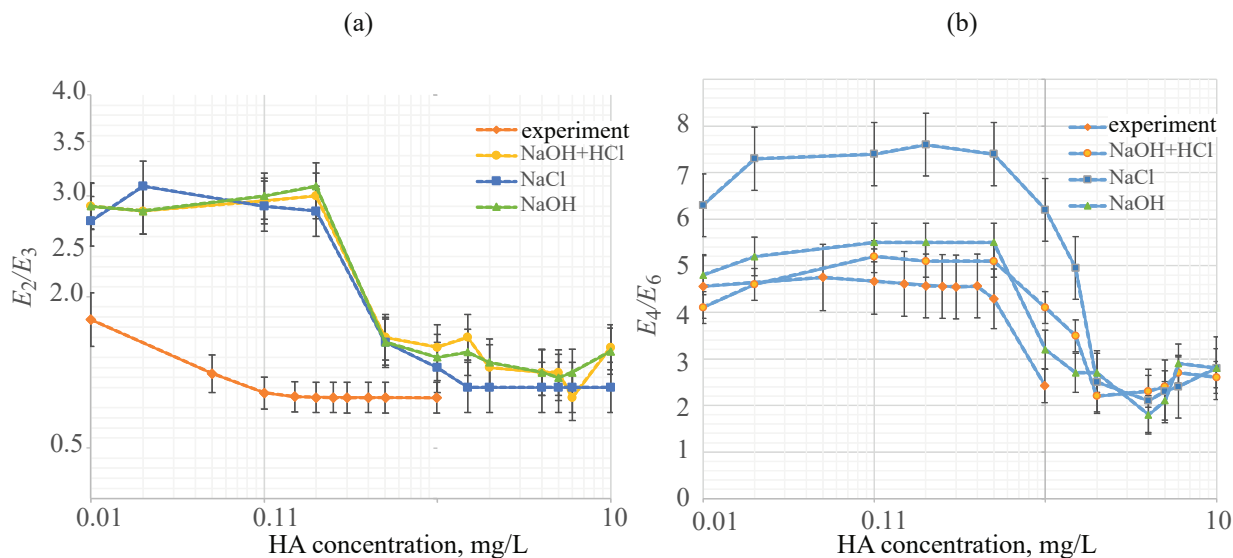 (a)
4.0
3.5
3.0
2.5
2.0
0.5
E2/E3
experiment
NaOH+HCl
NaCl
NaOH
0.01
0.11
10
HA concentration, mg/L
(b)
8
7
6
5
4
3
2
1
0
E4/E6
experiment
NaOH+HCl
NaCl
NaOH
0.01
0.11
10
HA concentration, mg/L